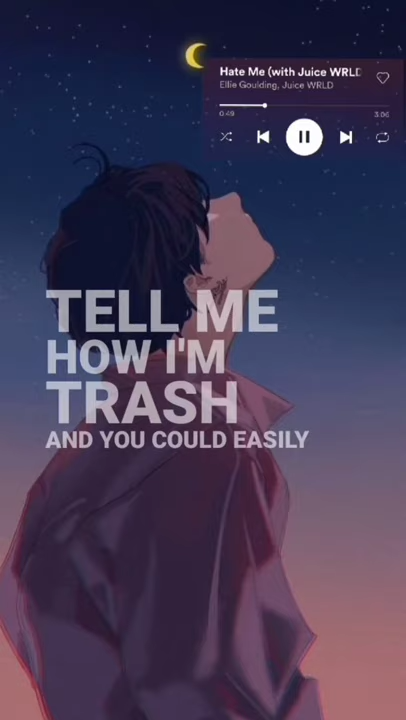 Hate Me (with Juice WRLD
Ellie Goulding, Juice WRLD
0:49
3:06
TELL ME
HOW I'M
TRASH
AND YOU COULD EASILY